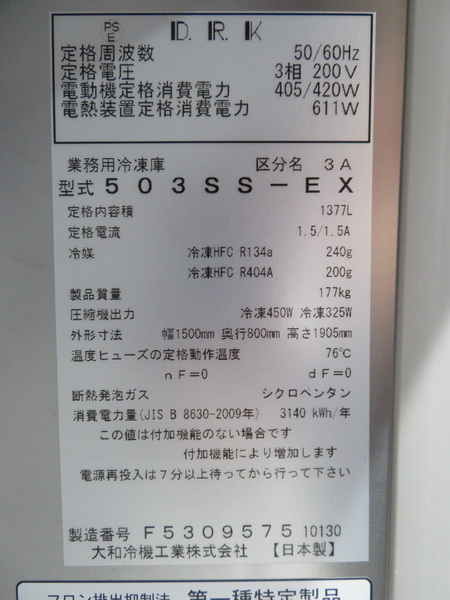 PS
E
D.R.K
定格周波数 50/60Hz
定格電圧 3相 200V
電動機定格消費電力 405/420W
電熱装置定格消費電力 611W
業務用冷凍庫 区分名 3A
型式 503SS-EX
定格内容積 1377L
定格電流 1.5/1.5A
冷媒 冷凍HFC R134a 240g
冷凍HFC R404A 200g
製品質量 177kg
圧縮機出力 冷凍450W 冷凍325W
外形寸法 幅1500mm 奥行800mm 高さ1905mm
温度ヒューズの定格動作温度 76℃
nF=0 dF=0
断熱発泡ガス シクロペンタン
消費電力量(JIS B 8630-2009年) 3140 kWh/年
この値は付加機能のない場合です
付加機能により増加します
電源再投入は7分以上待ってから行って下さい
製造番号 F5309575 10130
大和冷機工業株式会社 【日本製】
フロン排出抑制法 第一種特定製品